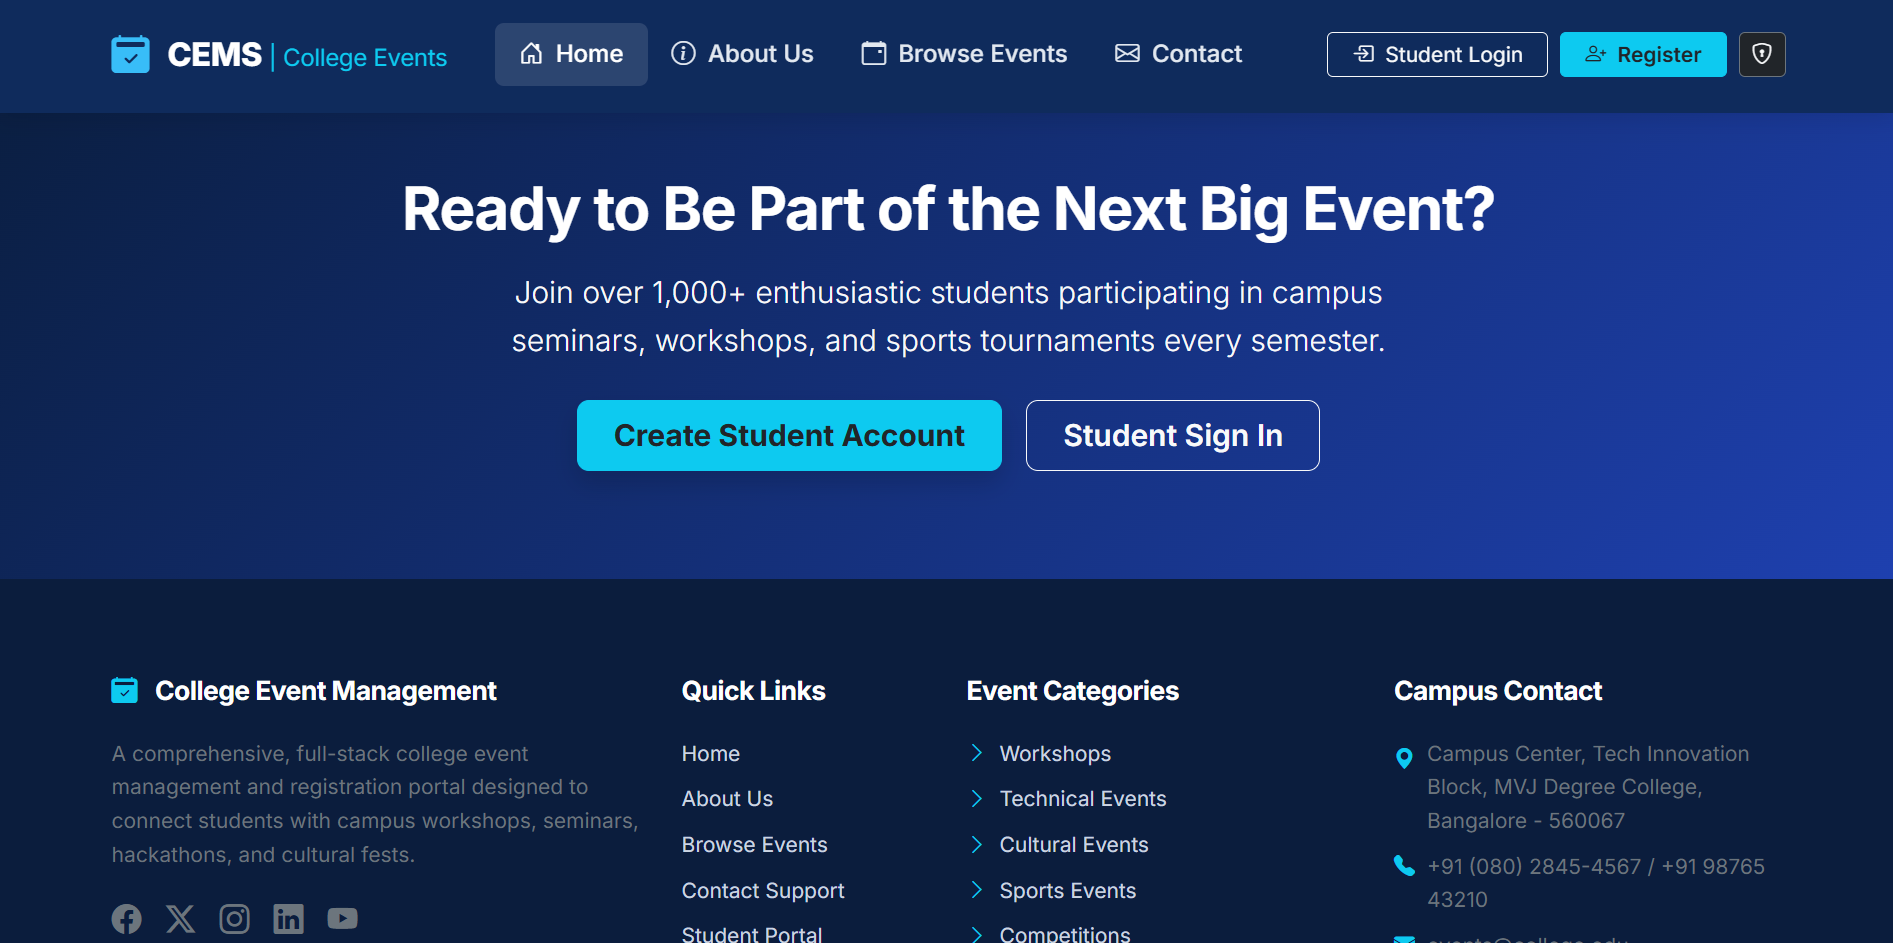 CEMS | College Events
Home
About Us
Browse Events
Contact
Student Login
Register
Ready to Be Part of the Next Big Event?
Join over 1,000+ enthusiastic students participating in campus
seminars, workshops, and sports tournaments every semester.
Create Student Account
Student Sign In
College Event Management
A comprehensive, full-stack college event
management and registration portal designed to
connect students with campus workshops, seminars,
hackathons, and cultural fests.
Quick Links
Home
About Us
Browse Events
Contact Support
Student Portal
Event Categories
Workshops
Technical Events
Cultural Events
Sports Events
Competitions
Campus Contact
Campus Center, Tech Innovation
Block, MVJ Degree College,
Bangalore - 560067
+91 (080) 2845-4567 / +91 98765
43210